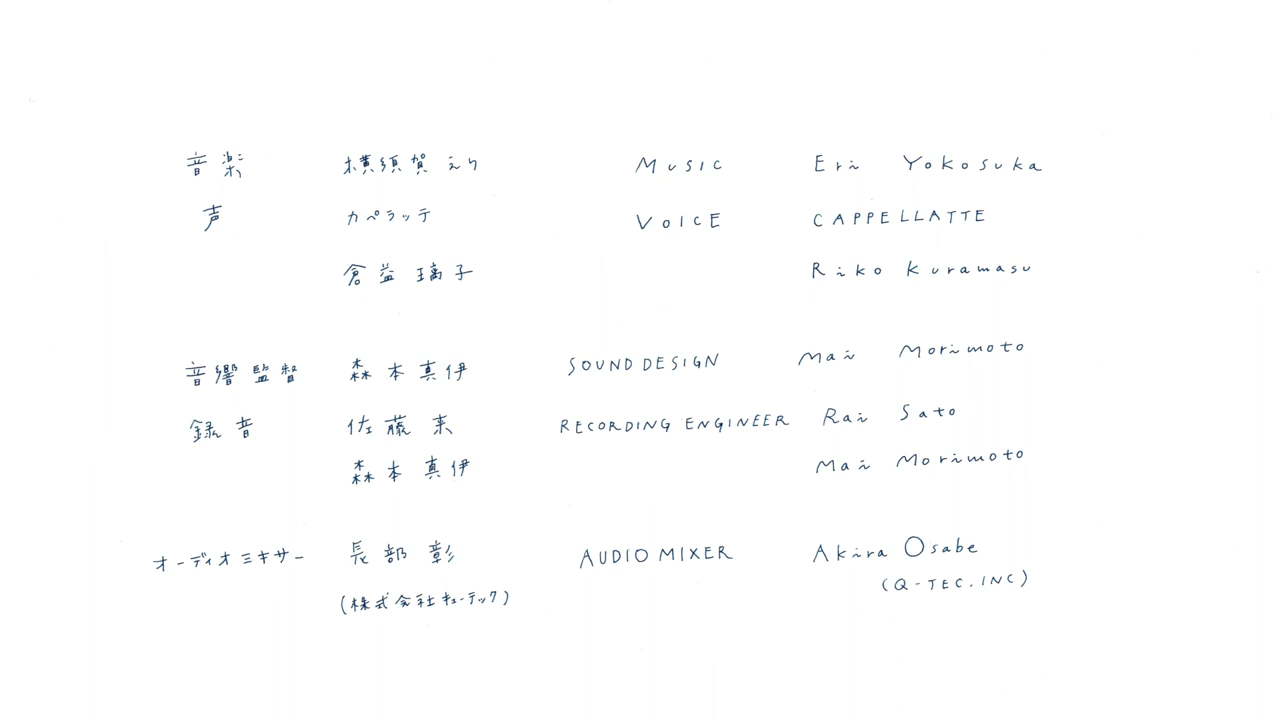 音楽 横須賀えり Music Eri Yokosuka
声 カペラッテ VOICE CAPPELLATTE
倉益璃子 Riko Kuramasu
音響監督 森本真伊 SOUND DESIGN Mai Morimoto
録音 佐藤来 RECORDING ENGINEER Rai Sato
森本真伊 Mai Morimoto
オーディオミキサー 長部彰 AUDIO MIXER Akira Osabe
(株式会社キューテック) (Q-TEC.INC)